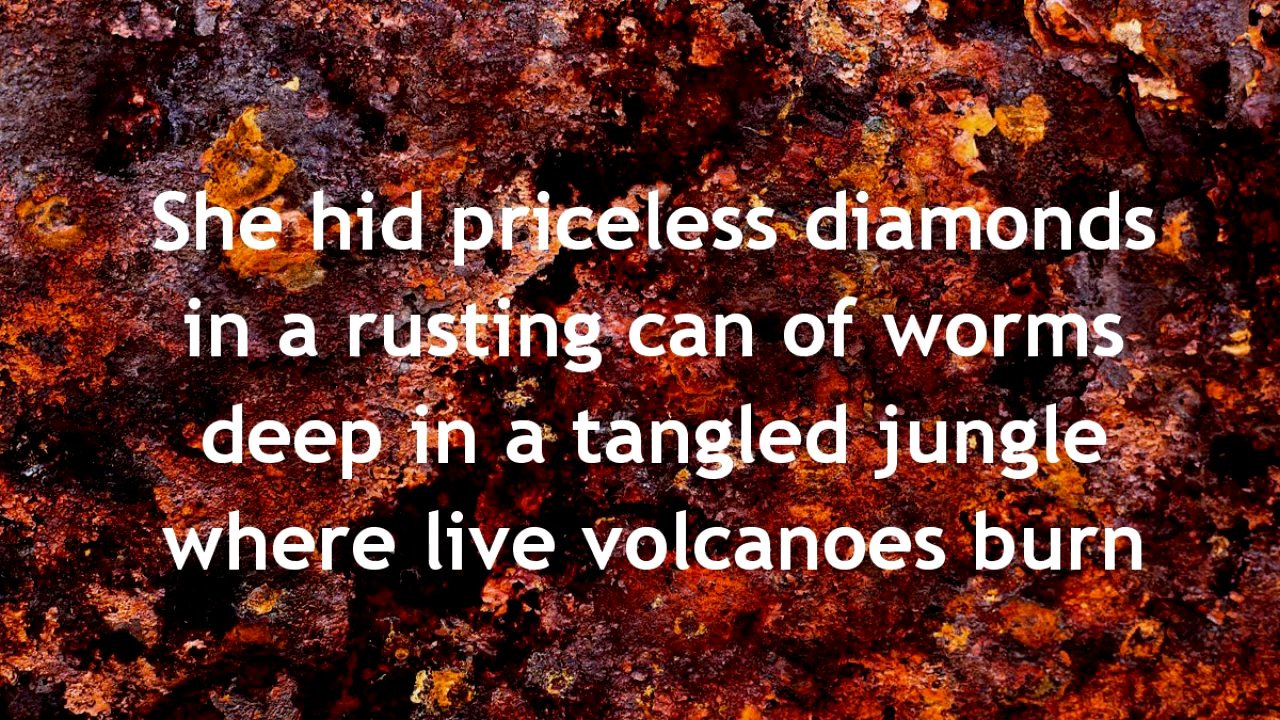 She hid priceless diamonds
in a rusting can of worms
deep in a tangled jungle
where live volcanoes burn